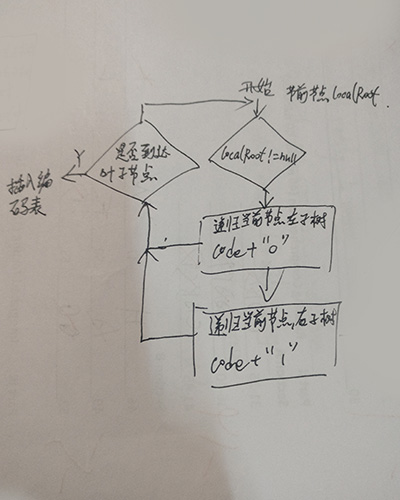 开始 当前节点 localRoot
localRoot != null
是否到达
叶子节点
Y
插入编
码表
递归当前节点左子树
code + "0"
递归当前节点,右子树
code + "1"